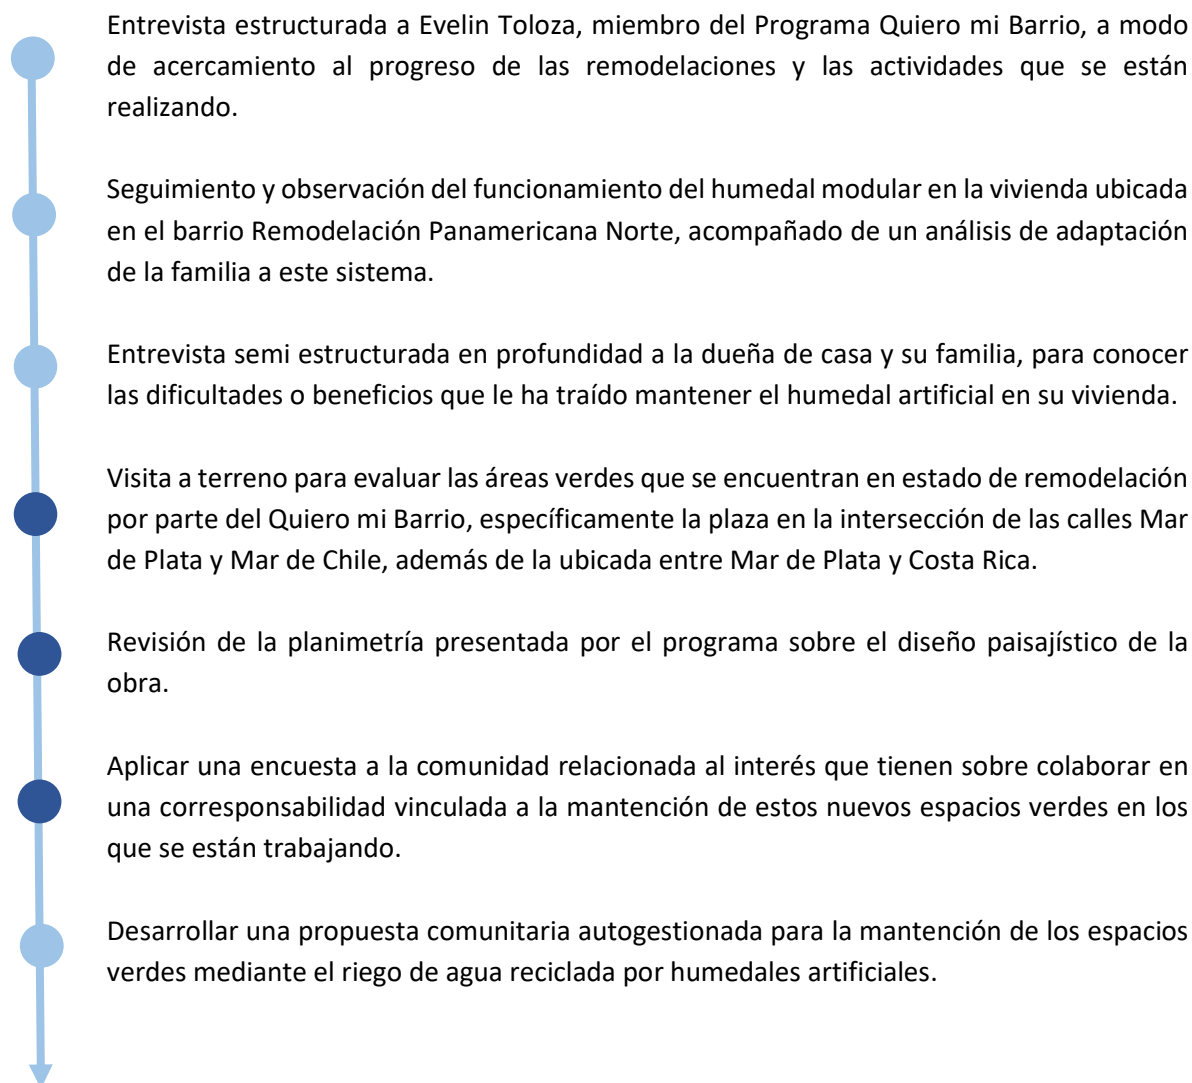 Entrevista estructurada a Evelin Toloza, miembro del Programa Quiero mi Barrio, a modo
de acercamiento al progreso de las remodelaciones y las actividades que se están
realizando.
Seguimiento y observación del funcionamiento del humedal modular en la vivienda ubicada
en el barrio Remodelación Panamericana Norte, acompañado de un análisis de adaptación
de la familia a este sistema.
Entrevista semi estructurada en profundidad a la dueña de casa y su familia, para conocer
las dificultades o beneficios que le ha traído mantener el humedal artificial en su vivienda.
Visita a terreno para evaluar las áreas verdes que se encuentran en estado de remodelación
por parte del Quiero mi Barrio, específicamente la plaza en la intersección de las calles Mar
de Plata y Mar de Chile, además de la ubicada entre Mar de Plata y Costa Rica.
Revisión de la planimetría presentada por el programa sobre el diseño paisajístico de la
obra.
Aplicar una encuesta a la comunidad relacionada al interés que tienen sobre colaborar en
una corresponsabilidad vinculada a la mantención de estos nuevos espacios verdes en los
que se están trabajando.
Desarrollar una propuesta comunitaria autogestionada para la mantención de los espacios
verdes mediante el riego de agua reciclada por humedales artificiales.